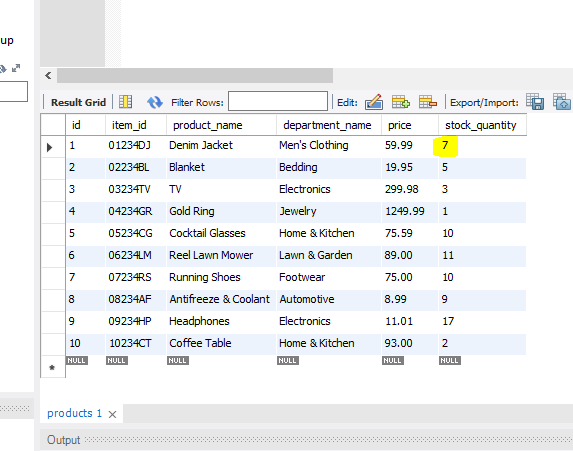 up
Result Grid Filter Rows: Edit: Export/Import:
id item_id product_name department_name price stock_quantity
1 01234DJ Denim Jacket Men's Clothing 59.99 7
2 02234BL Blanket Bedding 19.95 5
3 03234TV TV Electronics 299.98 3
4 04234GR Gold Ring Jewelry 1249.99 1
5 05234CG Cocktail Glasses Home & Kitchen 75.59 10
6 06234LM Reel Lawn Mower Lawn & Garden 89.00 11
7 07234RS Running Shoes Footwear 75.00 10
8 08234AF Antifreeze & Coolant Automotive 8.99 9
9 09234HP Headphones Electronics 11.01 17
10 10234CT Coffee Table Home & Kitchen 93.00 2
NULL NULL NULL NULL NULL NULL
products 1
Output